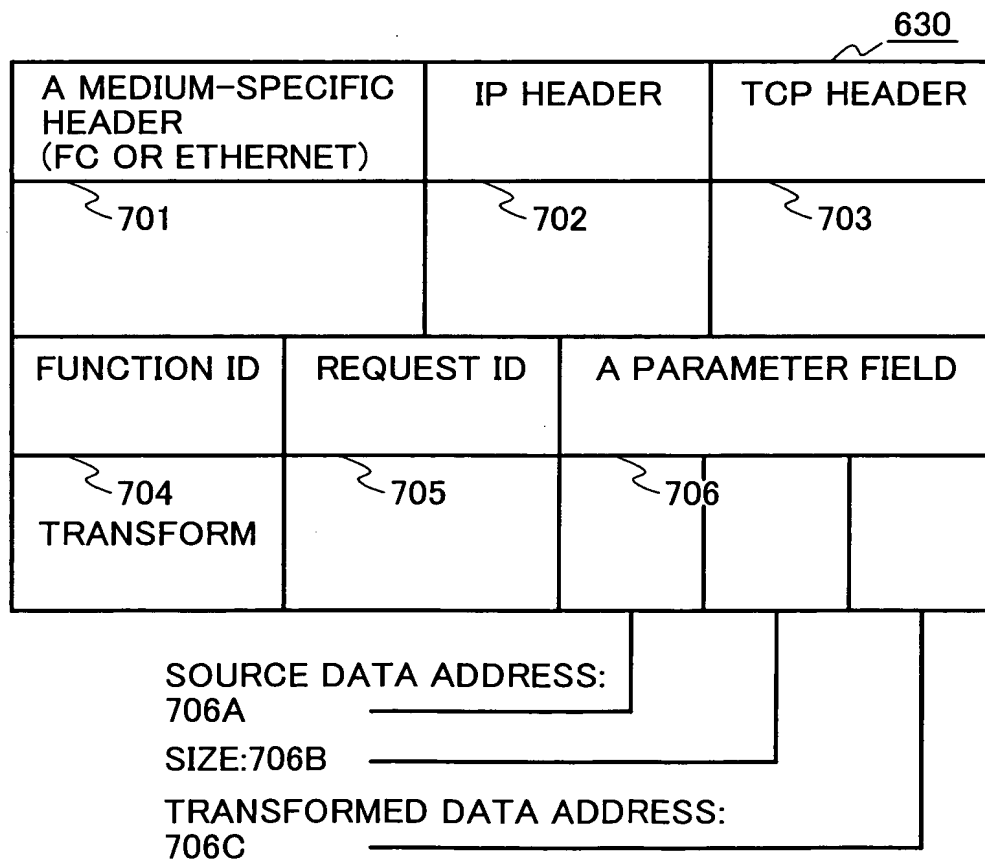 630
A MEDIUM-SPECIFIC
HEADER
(FC OR ETHERNET)
IP HEADER
TCP HEADER
701
702
703
FUNCTION ID
REQUEST ID
A PARAMETER FIELD
704
TRANSFORM
705
706
SOURCE DATA ADDRESS:
706A
SIZE:706B
TRANSFORMED DATA ADDRESS:
706C